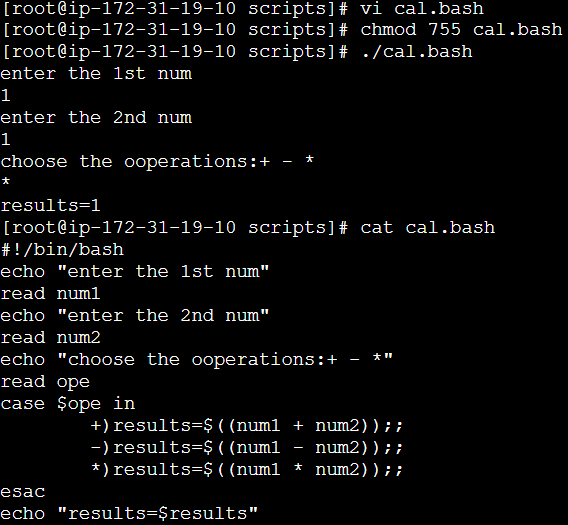 [root@ip-172-31-19-10 scripts]# vi cal.bash
[root@ip-172-31-19-10 scripts]# chmod 755 cal.bash
[root@ip-172-31-19-10 scripts]# ./cal.bash
enter the 1st num
1
enter the 2nd num
1
choose the ooperations:+ - *
*
results=1
[root@ip-172-31-19-10 scripts]# cat cal.bash
#!/bin/bash
echo "enter the 1st num"
read num1
echo "enter the 2nd num"
read num2
echo "choose the ooperations:+ - *"
read ope
case $ope in
        +)results=$((num1 + num2));;
        -)results=$((num1 - num2));;
        *)results=$((num1 * num2));;
esac
echo "results=$results"